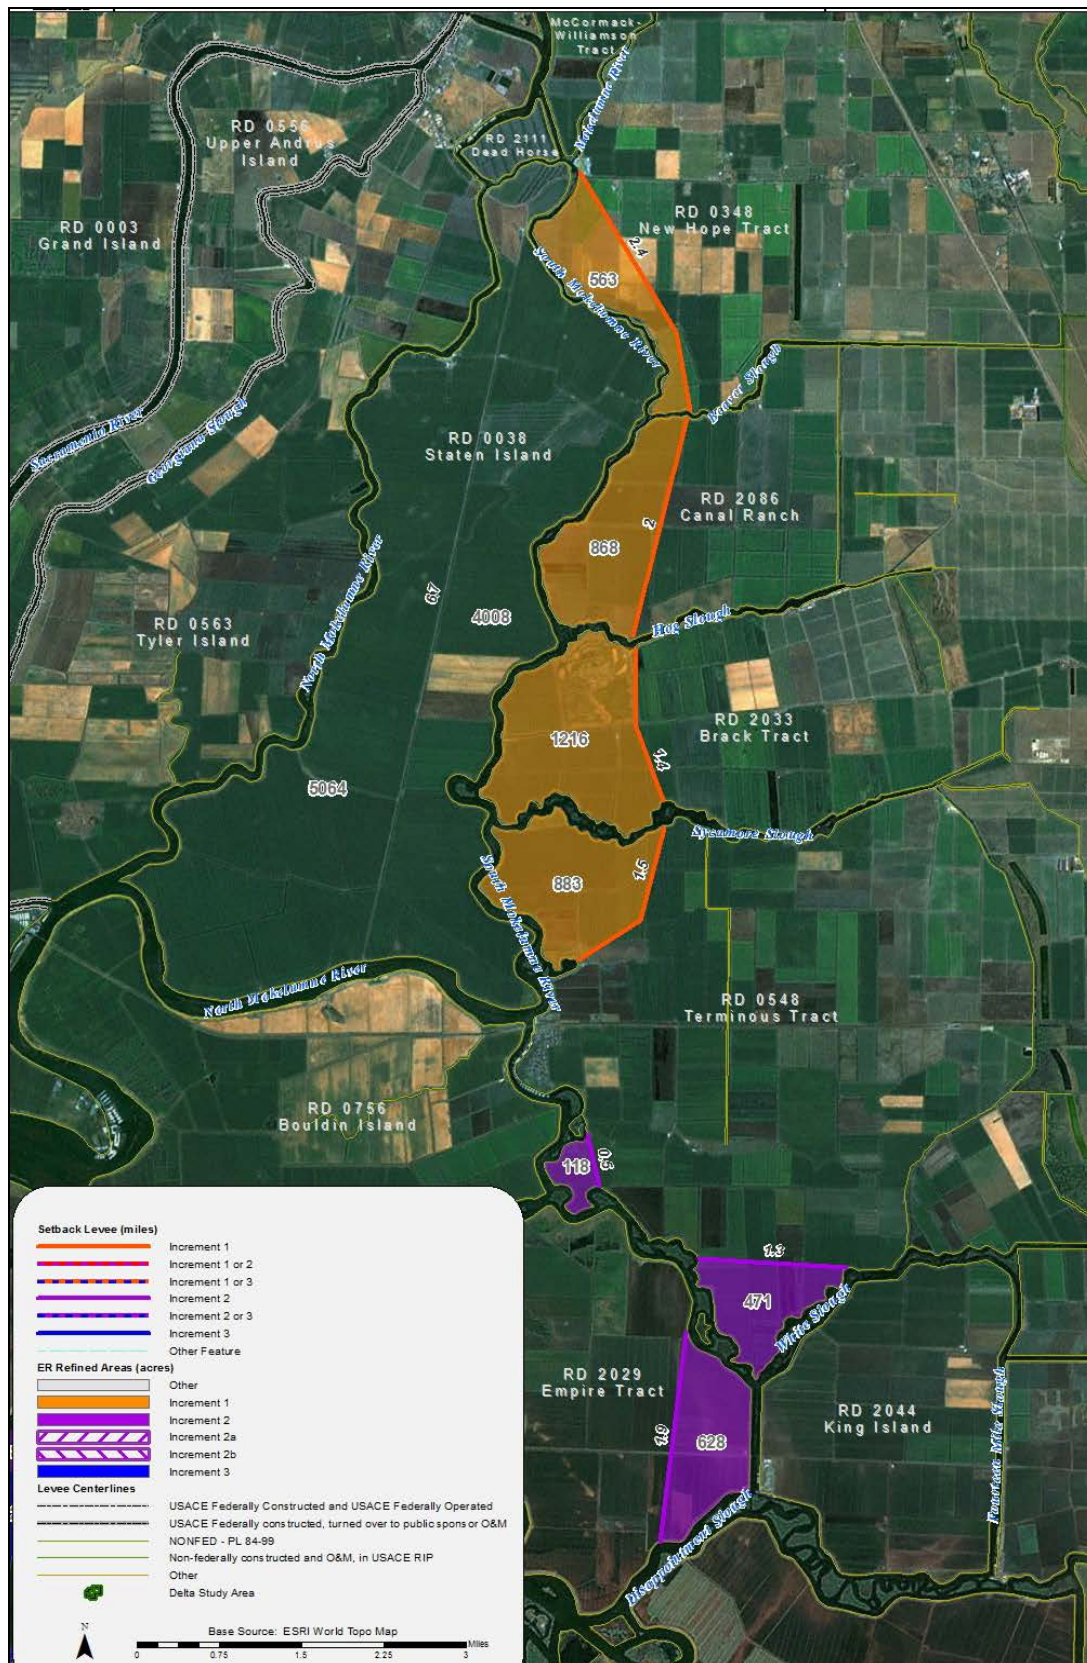 McCormack-
Williamson
Tract
Mokelumne River
RD 0556
Upper Andrus
Island
RD 2111
Dead Horse
RD 0003
Grand Island
RD 0348
New Hope Tract
2.4
563
South Mokelumne River
Beaver Slough
Sacramento River
Georgiana Slough
RD 0038
Staten Island
RD 2086
Canal Ranch
2
868
North Mokelumne River
6.7
4008
RD 0563
Tyler Island
Hog Slough
RD 2033
Brack Tract
1216
1.4
5064
Sycamore Slough
883
1.5
South Mokelumne River
North Mokelumne River
RD 0548
Terminous Tract
RD 0756
Bouldin Island
118
0.5
1.3
471
White Slough
RD 2029
Empire Tract
RD 2044
King Island
1.9
628
Fourteen Mile Slough
Disappointment Slough
Setback Levee (miles)
Increment 1
Increment 1 or 2
Increment 1 or 3
Increment 2
Increment 2 or 3
Increment 3
Other Feature
ER Refined Areas (acres)
Other
Increment 1
Increment 2
Increment 2a
Increment 2b
Increment 3
Levee Centerlines
USACE Federally Constructed and USACE Federally Operated
USACE Federally constructed, turned over to public sponsor O&M
NONFED - PL 84-99
Non-federally constructed and O&M, in USACE RIP
Other
Delta Study Area
N
Base Source: ESRI World Topo Map
Miles
0 0.75 1.5 2.25 3